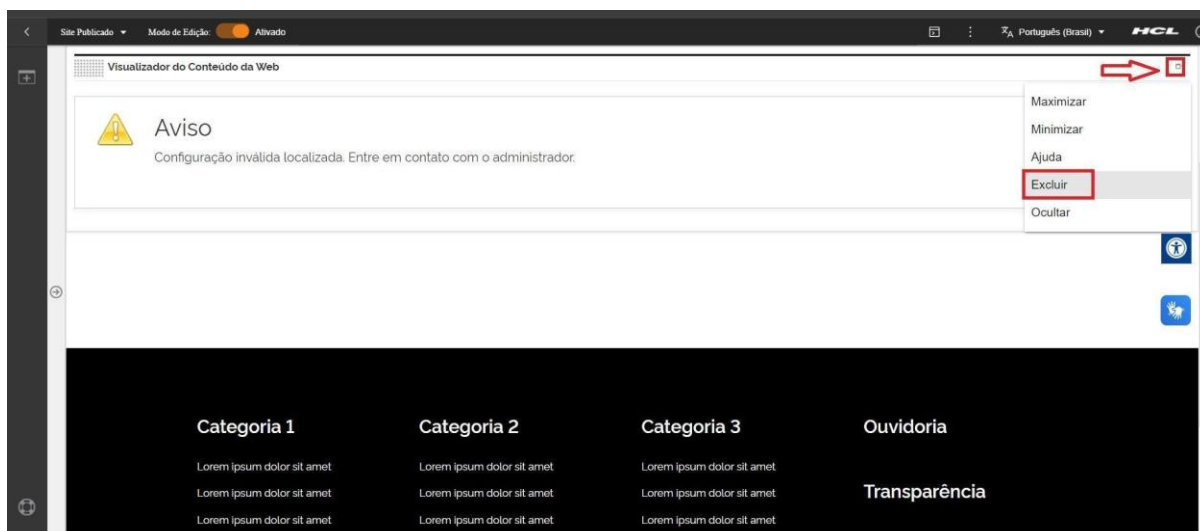 Site Publicado Modo de Edição: Ativado Português (Brasil) HCL
Visualizador do Conteúdo da Web
Maximizar
Aviso
Minimizar
Configuração inválida localizada. Entre em contato com o administrador.
Ajuda
Excluir
Ocultar
Categoria 1 Categoria 2 Categoria 3 Ouvidoria
Lorem ipsum dolor sit amet Lorem ipsum dolor sit amet Lorem ipsum dolor sit amet
Lorem ipsum dolor sit amet Lorem ipsum dolor sit amet Lorem ipsum dolor sit amet Transparência
Lorem ipsum dolor sit amet Lorem ipsum dolor sit amet Lorem ipsum dolor sit amet